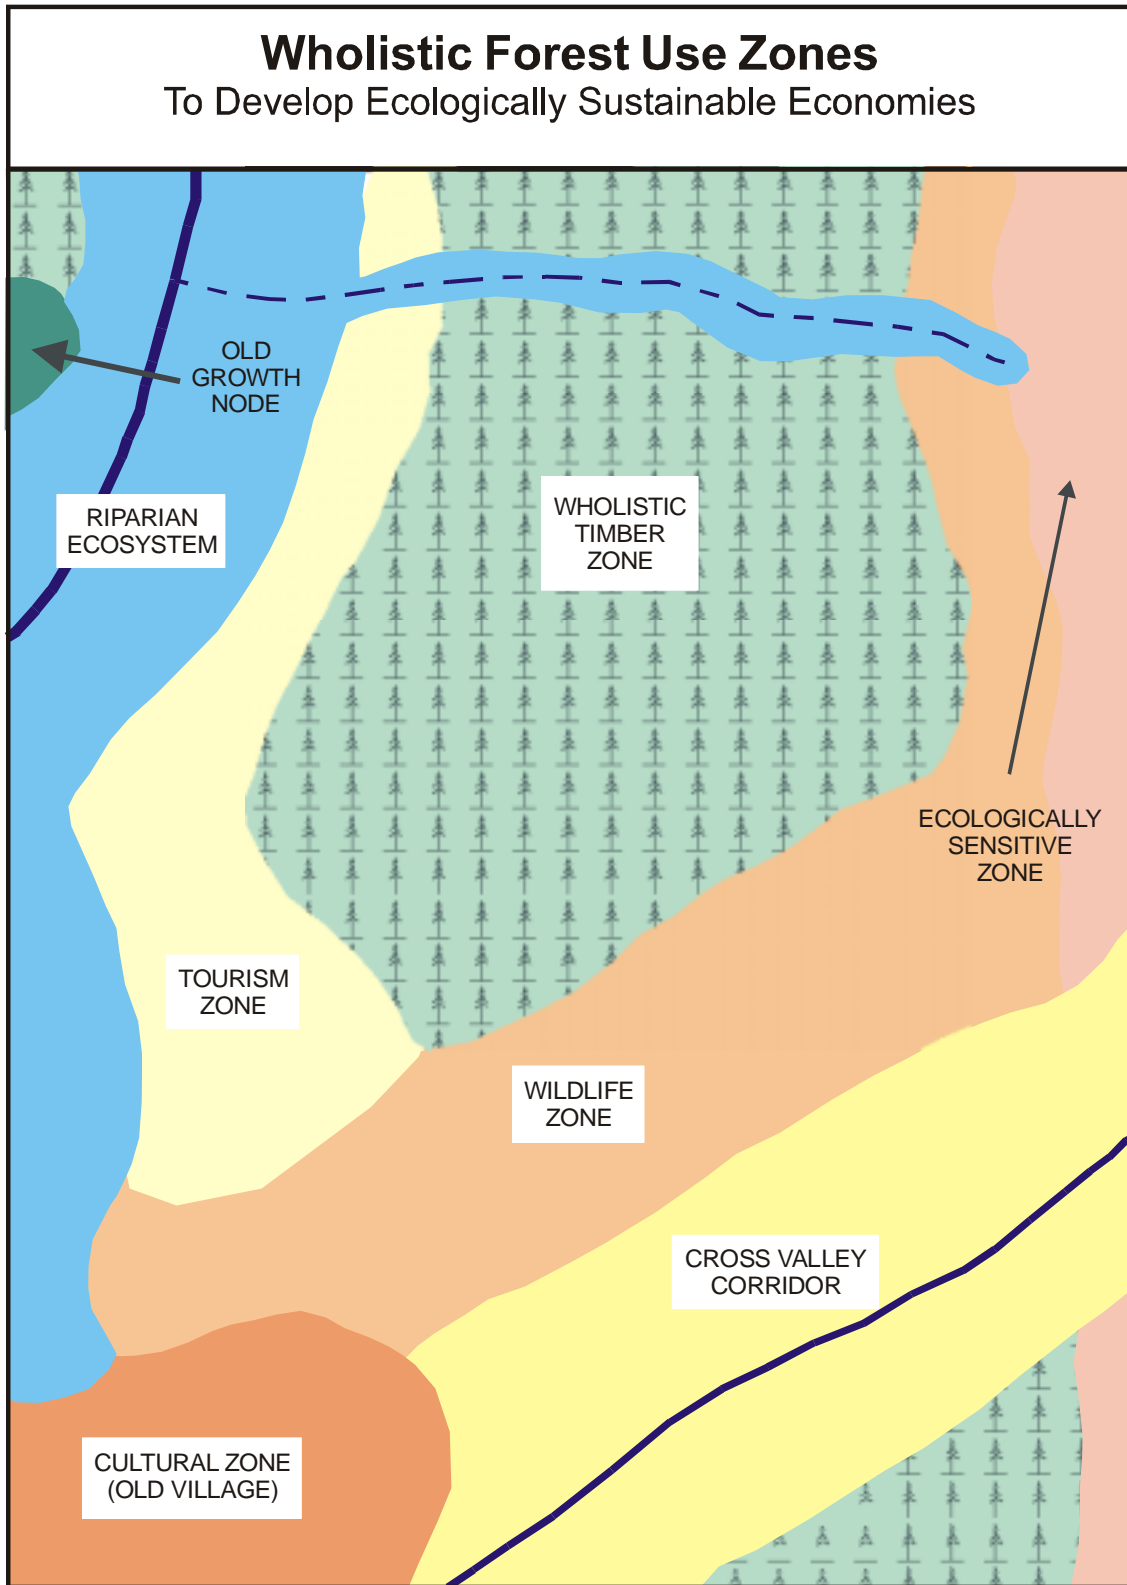 Wholistic Forest Use Zones
To Develop Ecologically Sustainable Economies
OLD
GROWTH
NODE
RIPARIAN
ECOSYSTEM
WHOLISTIC
TIMBER
ZONE
ECOLOGICALLY
SENSITIVE
ZONE
TOURISM
ZONE
WILDLIFE
ZONE
CROSS VALLEY
CORRIDOR
CULTURAL ZONE
(OLD VILLAGE)